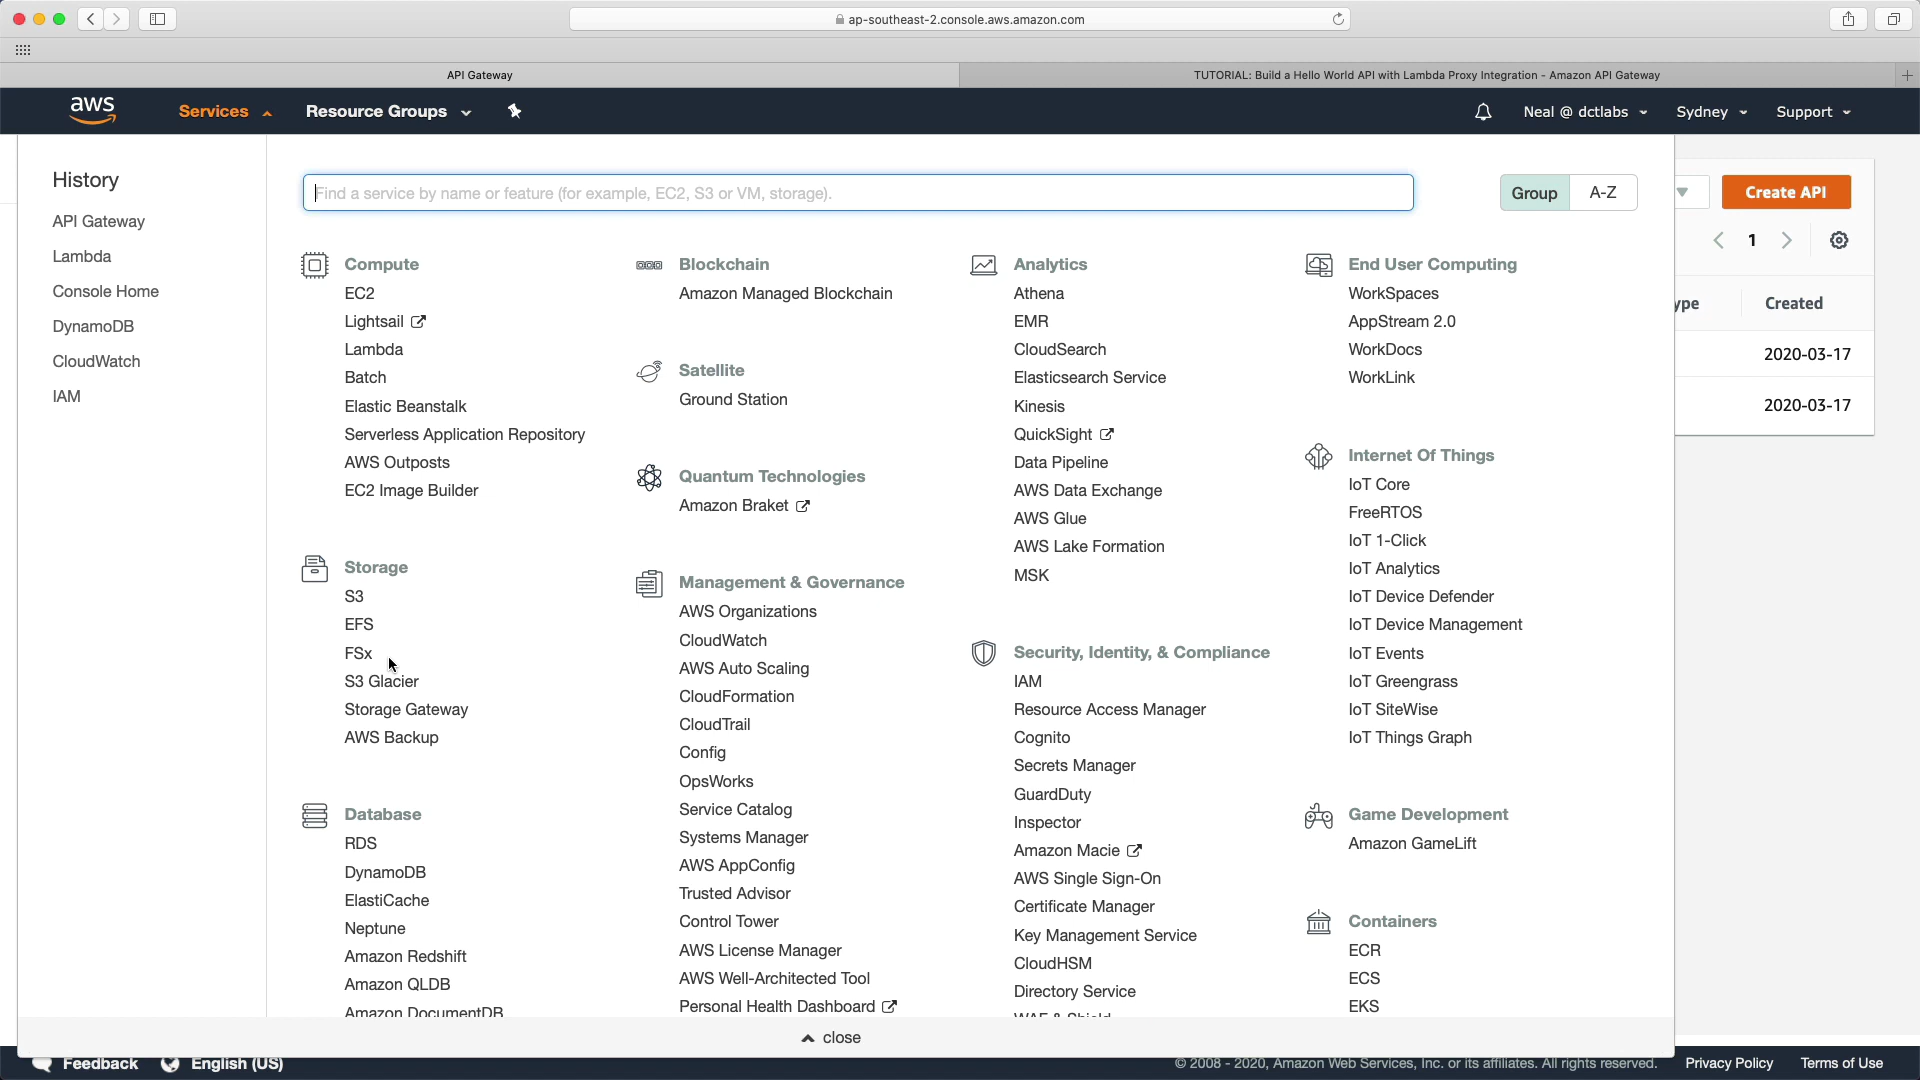 ap-southeast-2.console.aws.amazon.com
API Gateway
TUTORIAL: Build a Hello World API with Lambda Proxy Integration - Amazon API Gateway
aws
Services
Resource Groups
Neal @ dctlabs
Sydney
Support
History
API Gateway
Lambda
Console Home
DynamoDB
CloudWatch
IAM
Find a service by name or feature (for example, EC2, S3 or VM, storage).
Group
A-Z
Compute
EC2
Lightsail
Lambda
Batch
Elastic Beanstalk
Serverless Application Repository
AWS Outposts
EC2 Image Builder
Storage
S3
EFS
FSx
S3 Glacier
Storage Gateway
AWS Backup
Database
RDS
DynamoDB
ElastiCache
Neptune
Amazon Redshift
Amazon QLDB
Amazon DocumentDB
Blockchain
Amazon Managed Blockchain
Satellite
Ground Station
Quantum Technologies
Amazon Braket
Management & Governance
AWS Organizations
CloudWatch
AWS Auto Scaling
CloudFormation
CloudTrail
Config
OpsWorks
Service Catalog
Systems Manager
AWS AppConfig
Trusted Advisor
Control Tower
AWS License Manager
AWS Well-Architected Tool
Personal Health Dashboard
Analytics
Athena
EMR
CloudSearch
Elasticsearch Service
Kinesis
QuickSight
Data Pipeline
AWS Data Exchange
AWS Glue
AWS Lake Formation
MSK
Security, Identity, & Compliance
IAM
Resource Access Manager
Cognito
Secrets Manager
GuardDuty
Inspector
Amazon Macie
AWS Single Sign-On
Certificate Manager
Key Management Service
CloudHSM
Directory Service
WAF & Shield
End User Computing
WorkSpaces
AppStream 2.0
WorkDocs
WorkLink
Internet Of Things
IoT Core
FreeRTOS
IoT 1-Click
IoT Analytics
IoT Device Defender
IoT Device Management
IoT Events
IoT Greengrass
IoT SiteWise
IoT Things Graph
Game Development
Amazon GameLift
Containers
ECR
ECS
EKS
Create API
1
ype
Created
2020-03-17
2020-03-17
close
Feedback
English (US)
© 2008 - 2020, Amazon Web Services, Inc. or its affiliates. All rights reserved.
Privacy Policy
Terms of Use